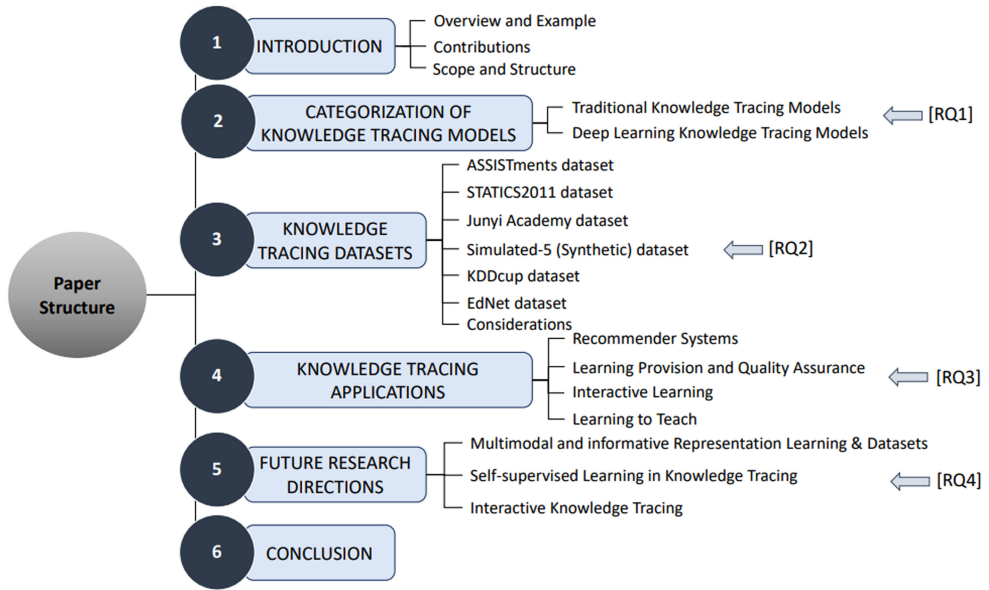 Paper
Structure
1
INTRODUCTION
Overview and Example
Contributions
Scope and Structure
2
CATEGORIZATION OF
KNOWLEDGE TRACING MODELS
Traditional Knowledge Tracing Models
Deep Learning Knowledge Tracing Models
[RQ1]
3
KNOWLEDGE
TRACING DATASETS
ASSISTments dataset
STATICS2011 dataset
Junyi Academy dataset
Simulated-5 (Synthetic) dataset
KDDcup dataset
EdNet dataset
Considerations
[RQ2]
4
KNOWLEDGE TRACING
APPLICATIONS
Recommender Systems
Learning Provision and Quality Assurance
Interactive Learning
Learning to Teach
[RQ3]
5
FUTURE RESEARCH
DIRECTIONS
Multimodal and informative Representation Learning & Datasets
Self-supervised Learning in Knowledge Tracing
Interactive Knowledge Tracing
[RQ4]
6
CONCLUSION